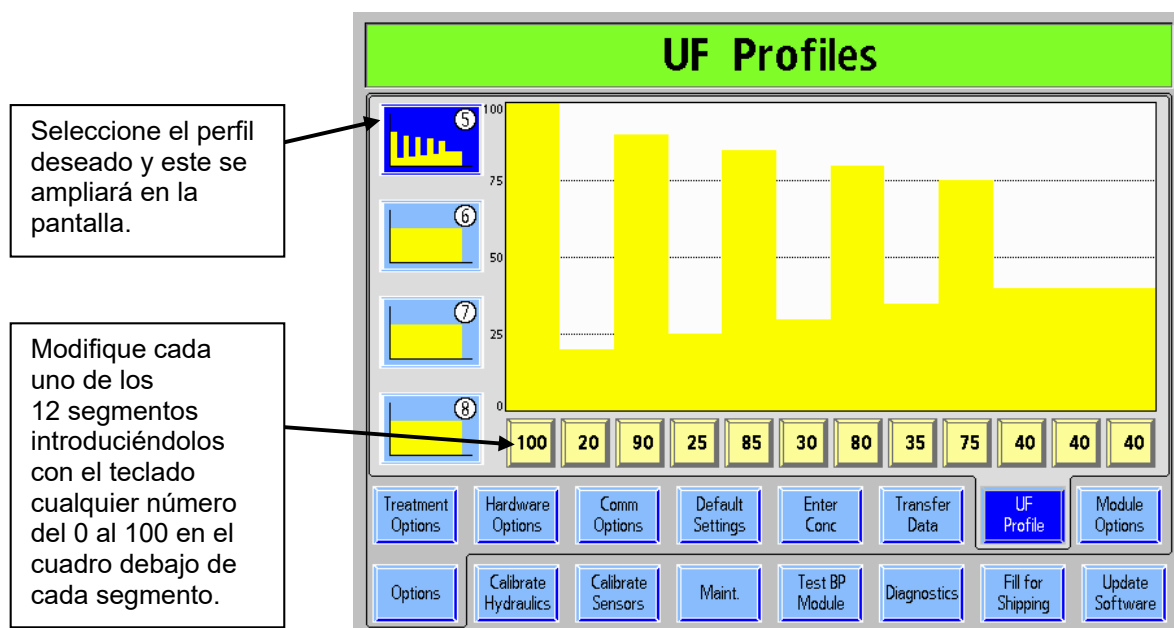 UF Profiles
Seleccione el perfil
deseado y este se
ampliará en la
pantalla.
Modifique cada
uno de los
12 segmentos
introduciéndolos
con el teclado
cualquier número
del 0 al 100 en el
cuadro debajo de
cada segmento.
5
6
7
8
100
75
50
25
0
100 20 90 25 85 30 80 35 75 40 40 40
Treatment
Options
Hardware
Options
Comm
Options
Default
Settings
Enter
Conc
Transfer
Data
UF
Profile
Module
Options
Options
Calibrate
Hydraulics
Calibrate
Sensors
Maint.
Test BP
Module
Diagnostics
Fill for
Shipping
Update
Software